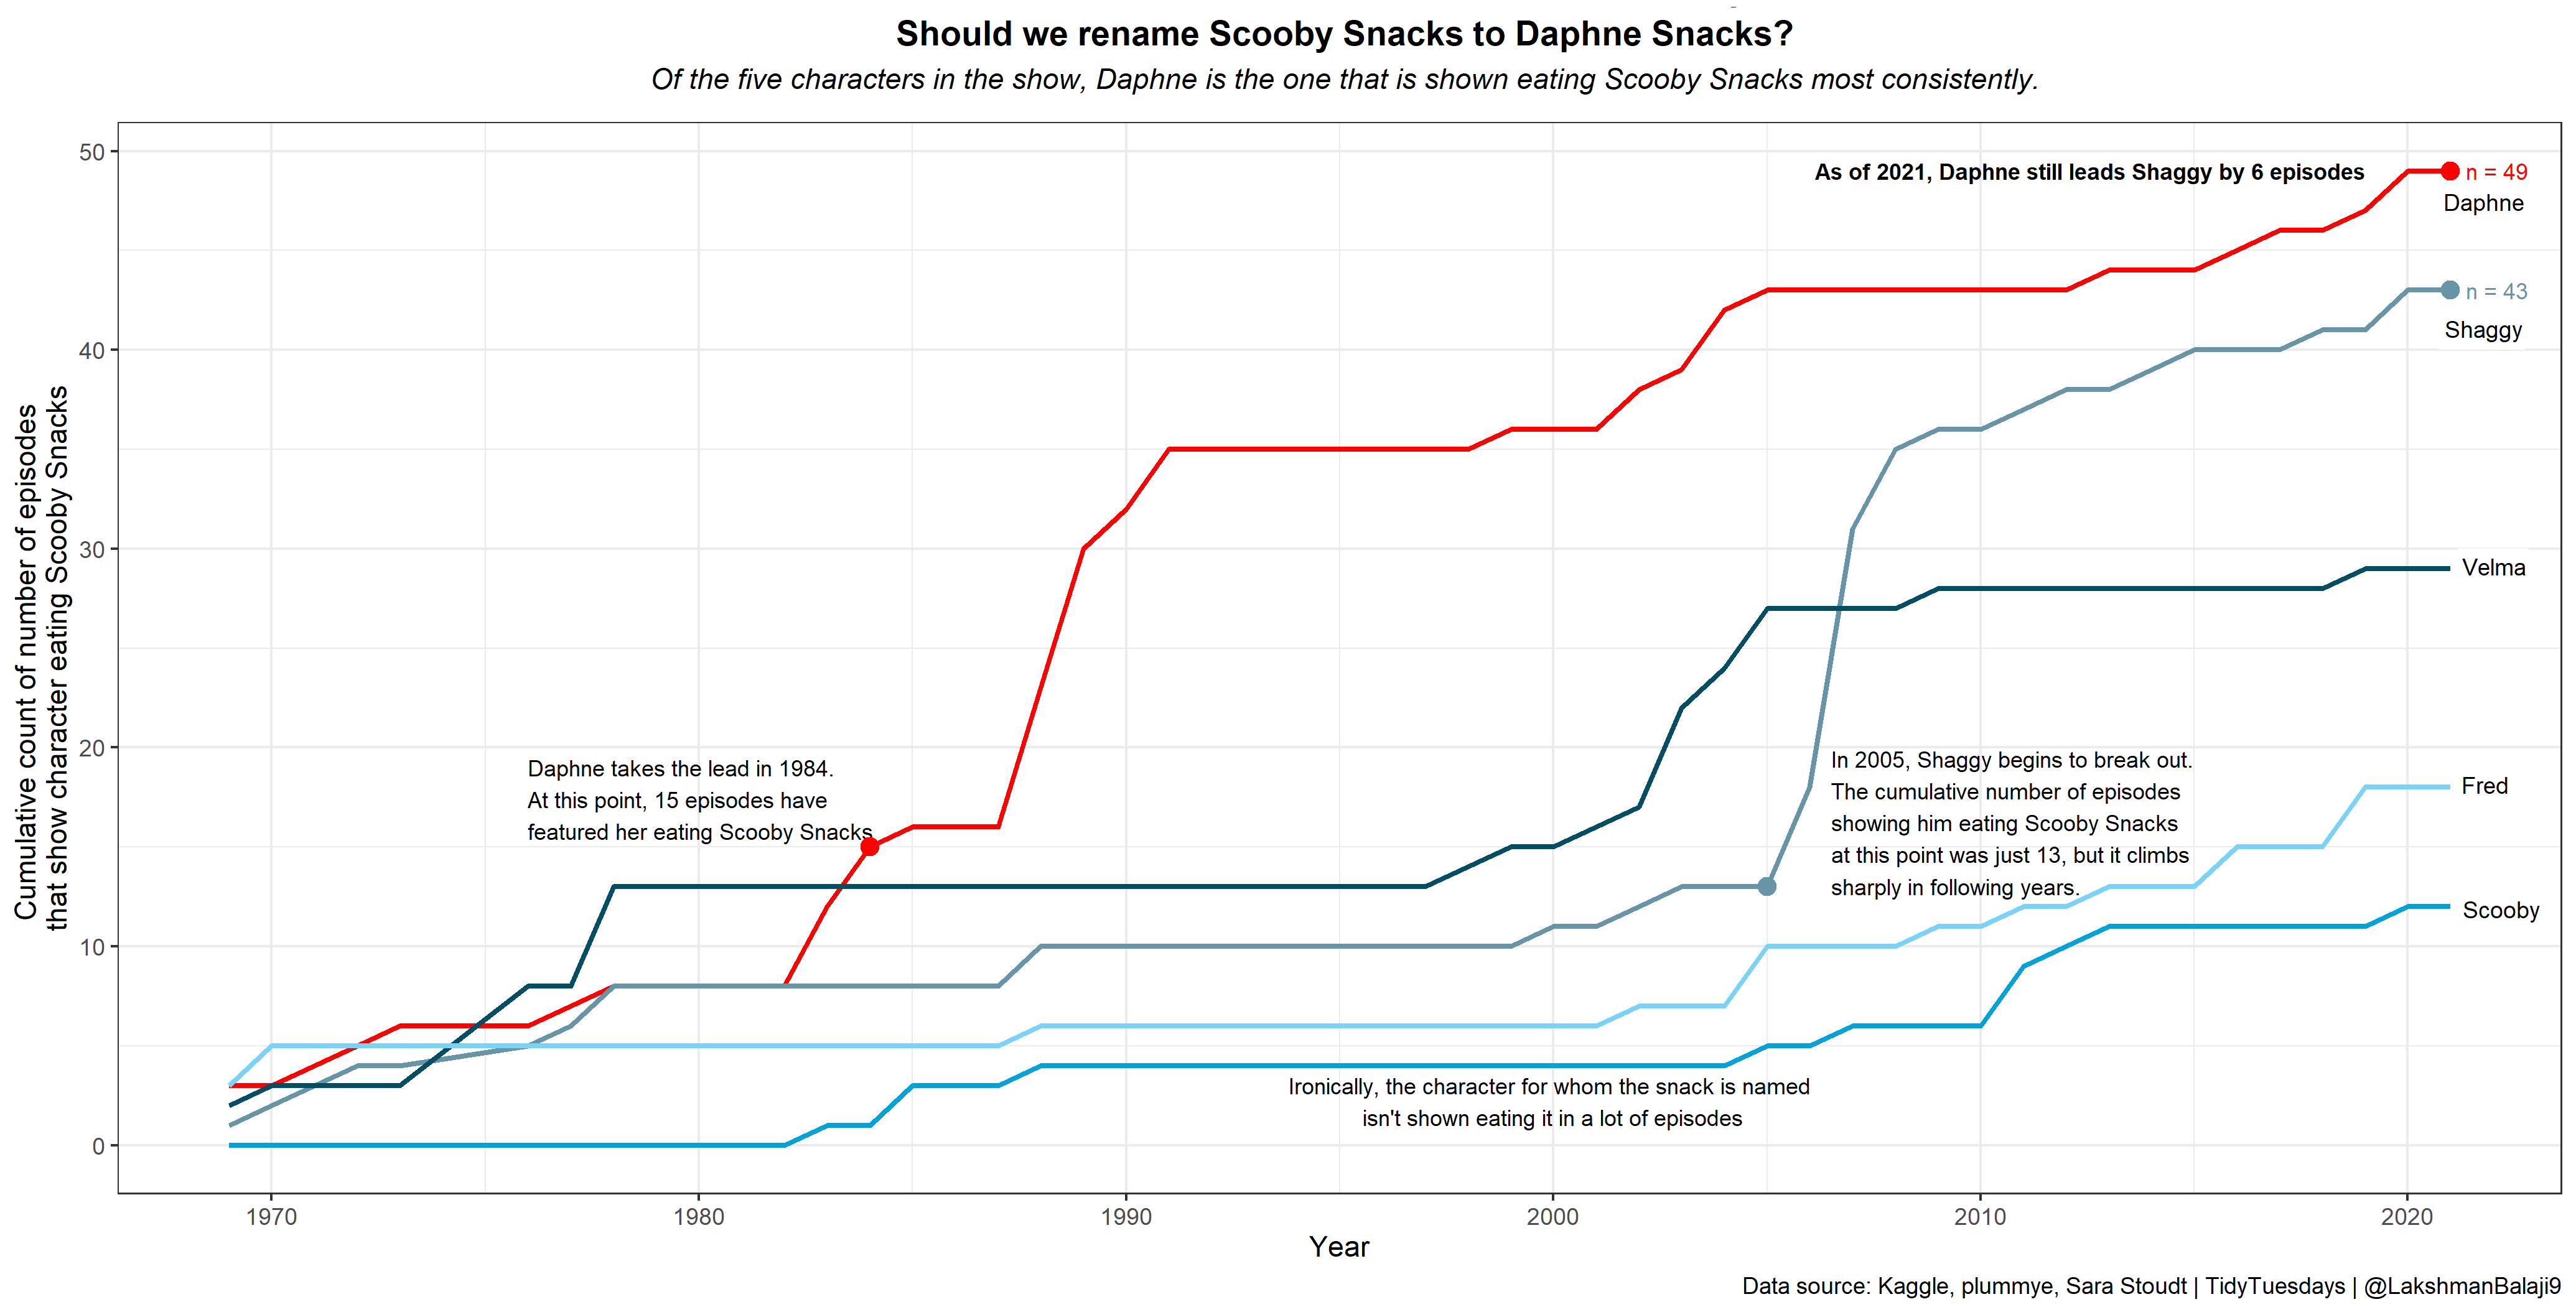 Should we rename Scooby Snacks to Daphne Snacks?
Of the five characters in the show, Daphne is the one that is shown eating Scooby Snacks most consistently.
Cumulative count of number of episodes
that show character eating Scooby Snacks
50
40
30
20
10
0
As of 2021, Daphne still leads Shaggy by 6 episodes
n = 49
Daphne
n = 43
Shaggy
Velma
Fred
Scooby
Daphne takes the lead in 1984.
At this point, 15 episodes have
featured her eating Scooby Snacks
In 2005, Shaggy begins to break out.
The cumulative number of episodes
showing him eating Scooby Snacks
at this point was just 13, but it climbs
sharply in following years.
Ironically, the character for whom the snack is named
isn't shown eating it in a lot of episodes
1970
1980
1990
2000
2010
2020
Year
Data source: Kaggle, plummye, Sara Stoudt | TidyTuesdays | @LakshmanBalaji9